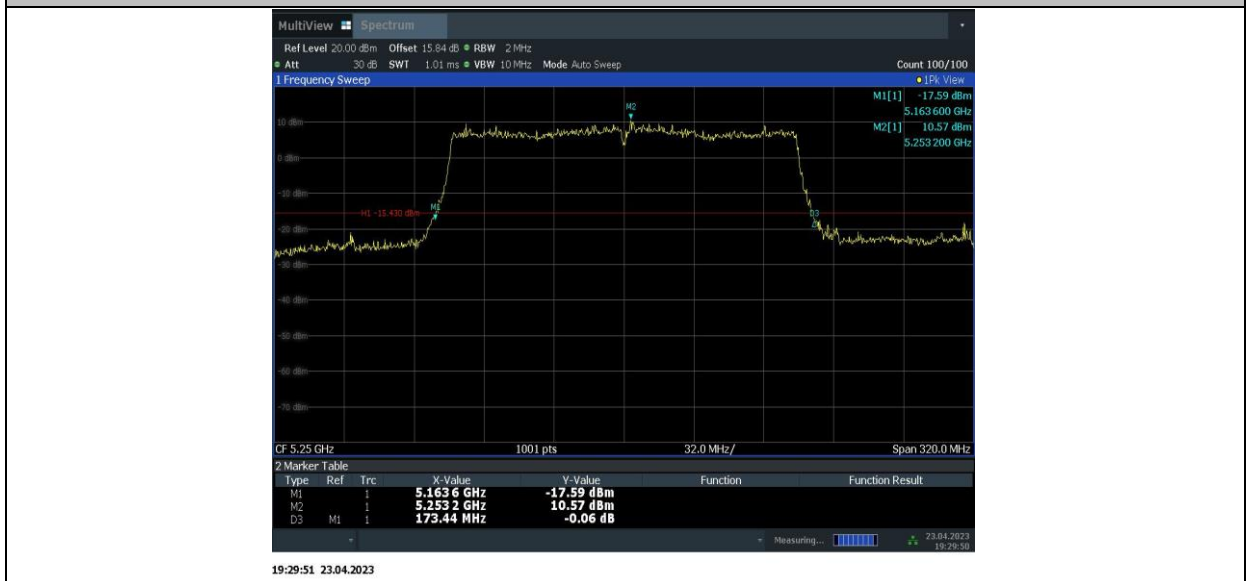 MultiView Spectrum
Ref Level 20.00 dBm Offset 15.84 dB RBW 2 MHz
Att 30 dB SWT 1.01 ms VBW 10 MHz Mode Auto Sweep Count 100/100
1 Frequency Sweep 1Pk View
M1[1] -17.59 dBm
5.163 600 GHz
M2
10 dBm
M2[1] 10.57 dBm
5.253 200 GHz
0 dBm
-10 dBm
H1 -15.430 dBm M1 D3
-20 dBm
-30 dBm
-40 dBm
-50 dBm
-60 dBm
-70 dBm
CF 5.25 GHz 1001 pts 32.0 MHz/ Span 320.0 MHz
2 Marker Table
Type Ref Trc X-Value Y-Value Function Function Result
M1 1 5.163 6 GHz -17.59 dBm
M2 1 5.253 2 GHz 10.57 dBm
D3 M1 1 173.44 MHz -0.06 dB
Measuring... 23.04.2023
19:29:50
19:29:51 23.04.2023